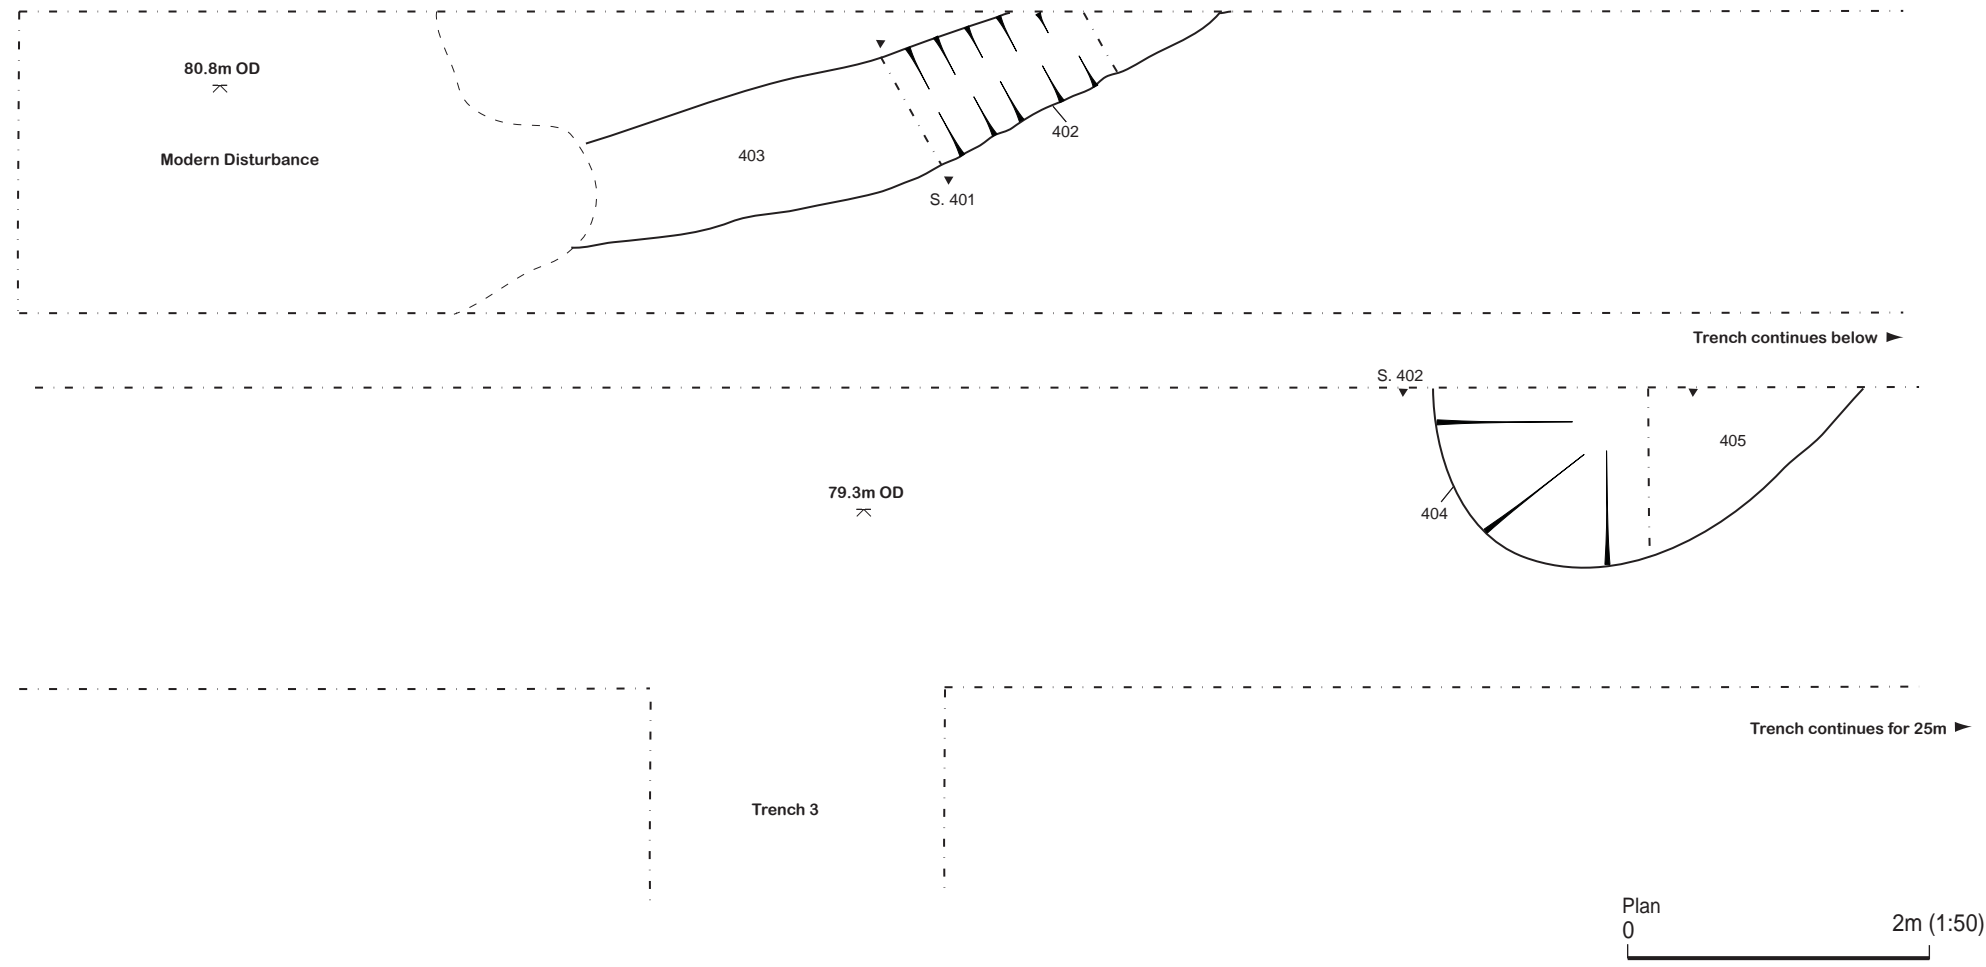 80.8m OD
Modern Disturbance
403
402
S. 401
Trench continues below
S. 402
405
79.3m OD
404
Trench continues for 25m
Trench 3
Plan
0
2m (1:50)